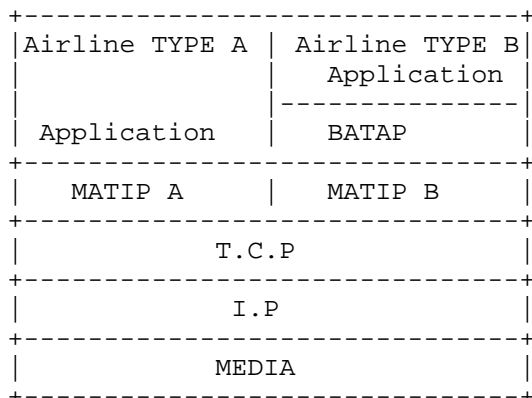 Airline TYPE A | Airline TYPE B
Application
Application | BATAP
MATIP A | MATIP B
T.C.P
I.P
MEDIA